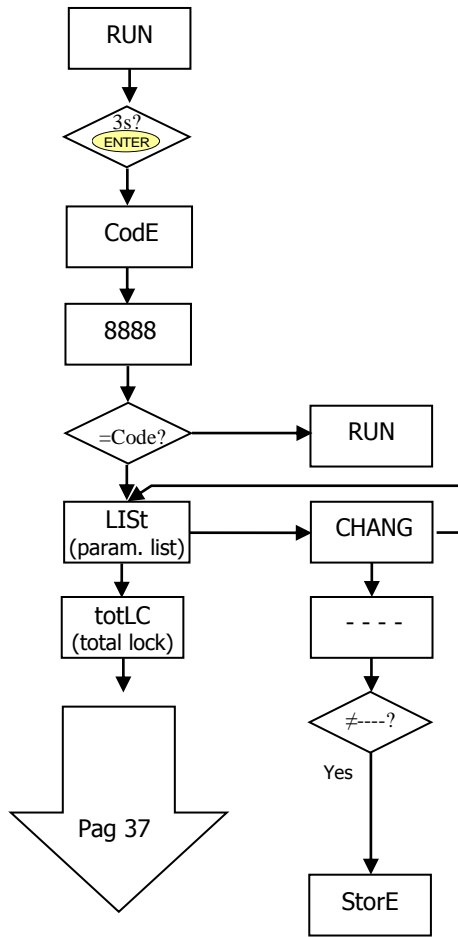 RUN
3s?
ENTER
CodE
8888
=Code?
RUN
LISt
(param. list)
CHANG
totLC
(total lock)
- - - -
≠----?
Yes
Pag 37
StorE